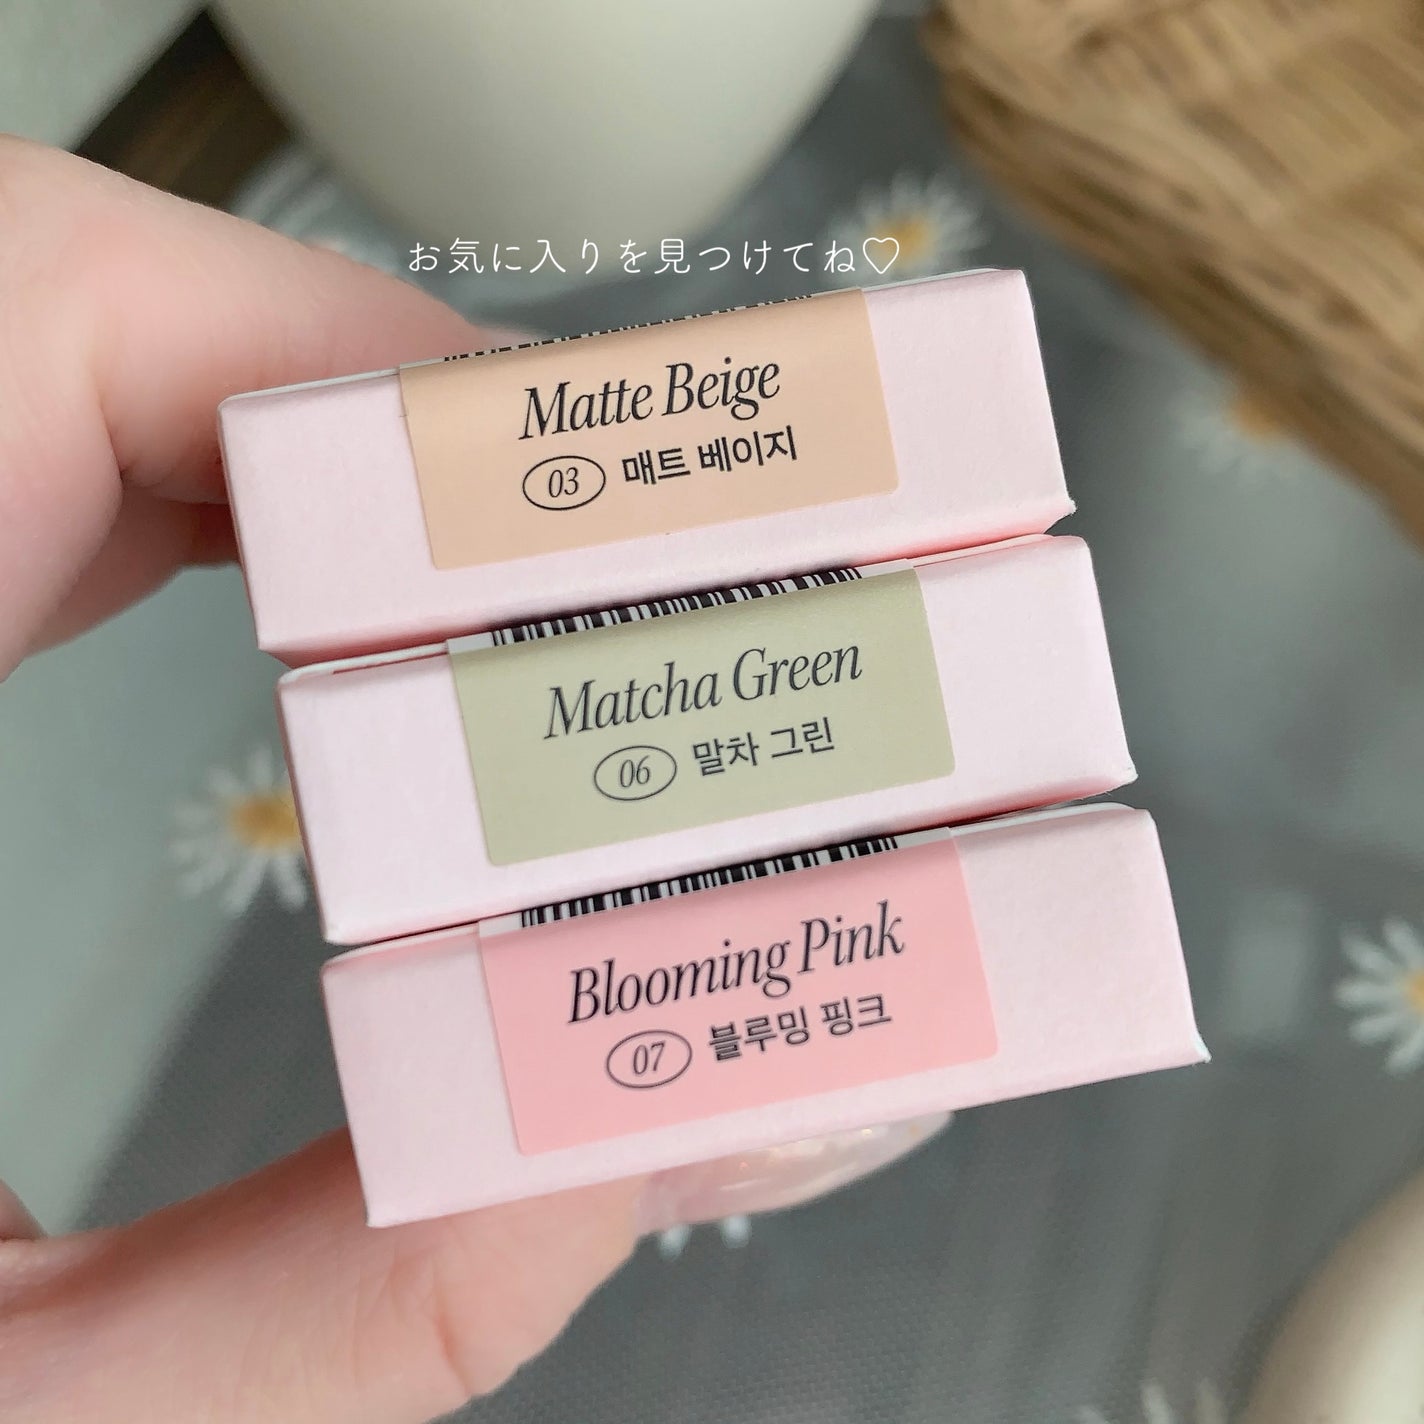 お気に入りを見つけてね♡
Matte Beige
03 매트 베이지
Matcha Green
06 말차 그린
Blooming Pink
07 블루밍 핑크